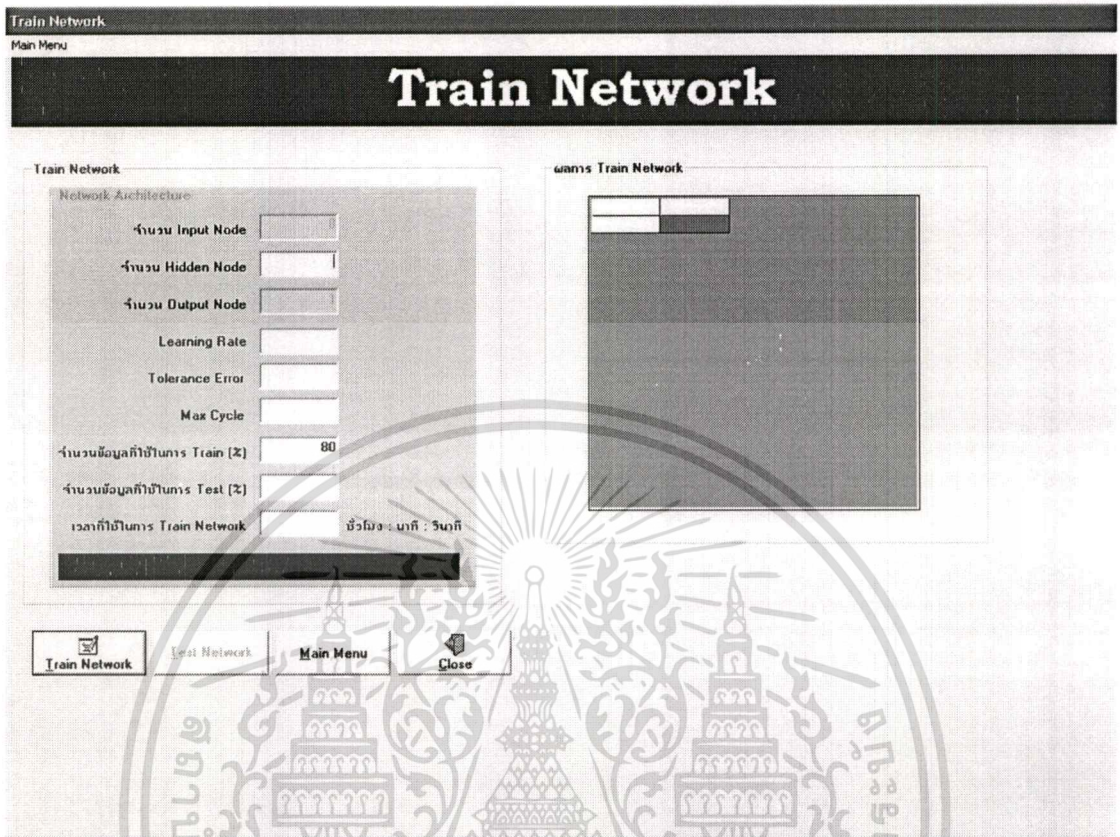 Train Network
Main Menu
Train Network
Train Network
Network Architecture
จำนวน Input Node
จำนวน Hidden Node
จำนวน Output Node 1
Learning Rate
Tolerance Error
Max Cycle
จำนวนข้อมูลที่ใช้ในการ Train (%) 80
จำนวนข้อมูลที่ใช้ในการ Test (%)
เวลาที่ใช้ในการ Train Network ชั่วโมง : นาที : วินาที
ผลการ Train Network
Train Network
Test Network
Main Menu
Close